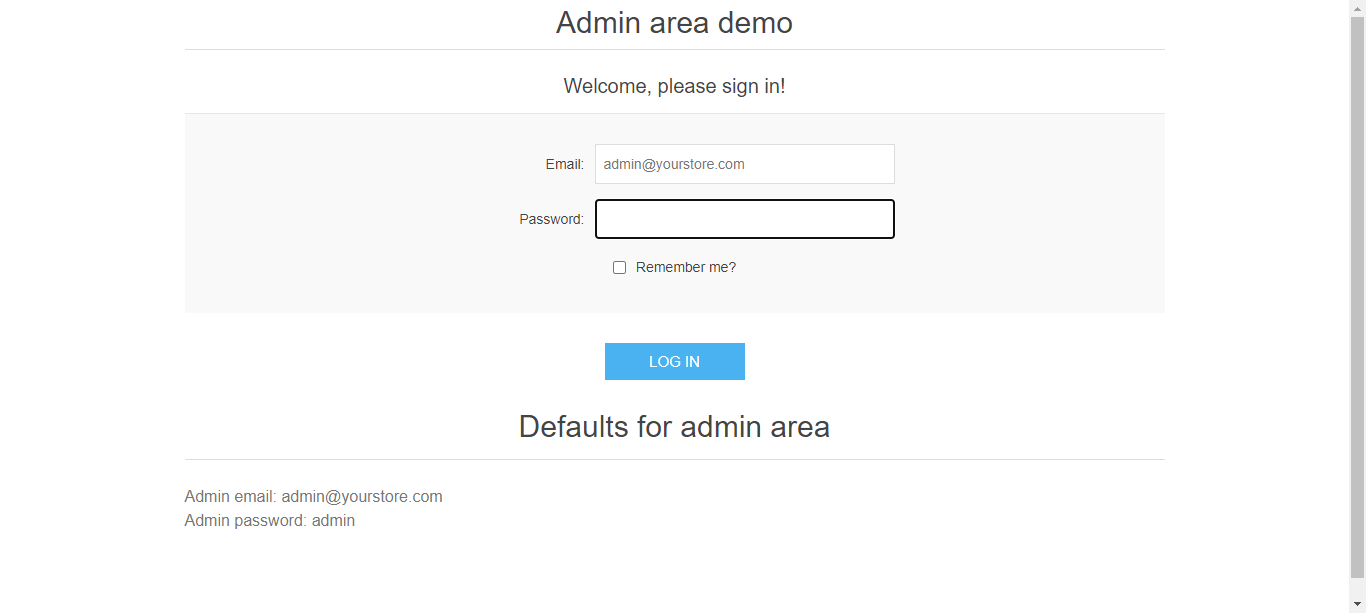 Admin area demo
Welcome, please sign in!
Email: admin@yourstore.com
Password:
Remember me?
LOG IN
Defaults for admin area
Admin email: admin@yourstore.com
Admin password: admin